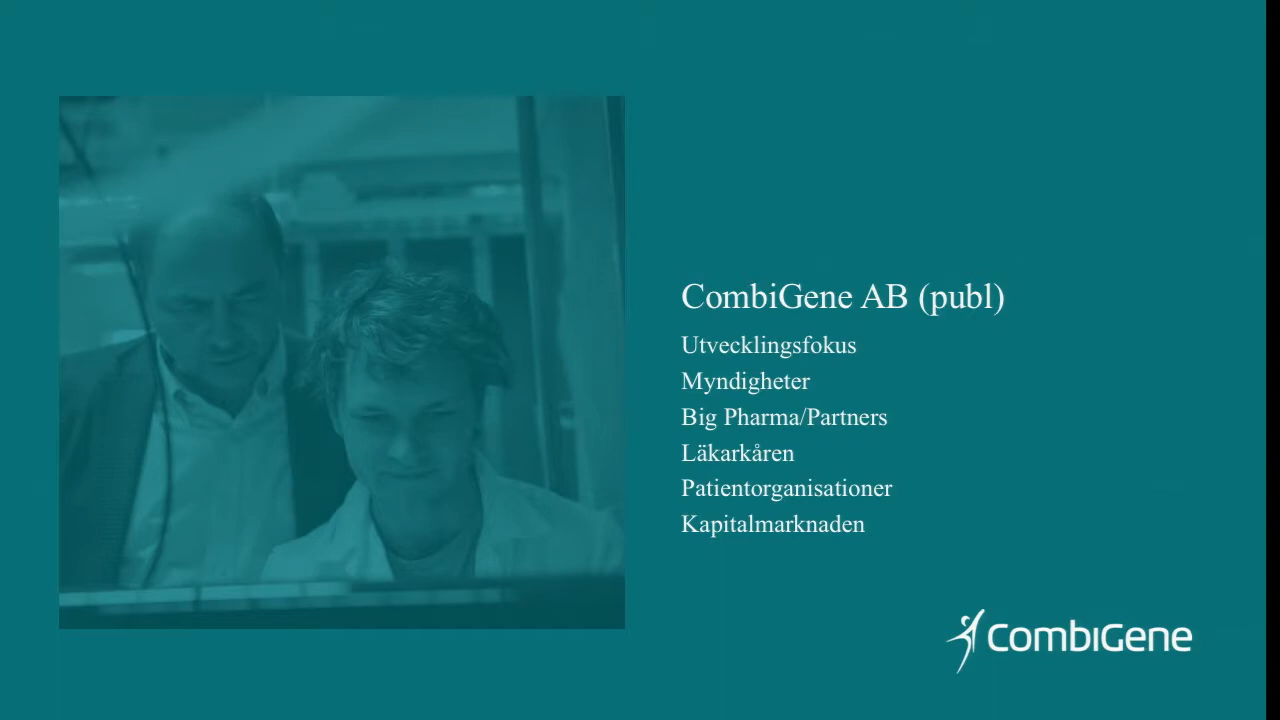 CombiGene AB (publ)
Utvecklingsfokus
Myndigheter
Big Pharma/Partners
Läkarkåren
Patientorganisationer
Kapitalmarknaden
CombiGene